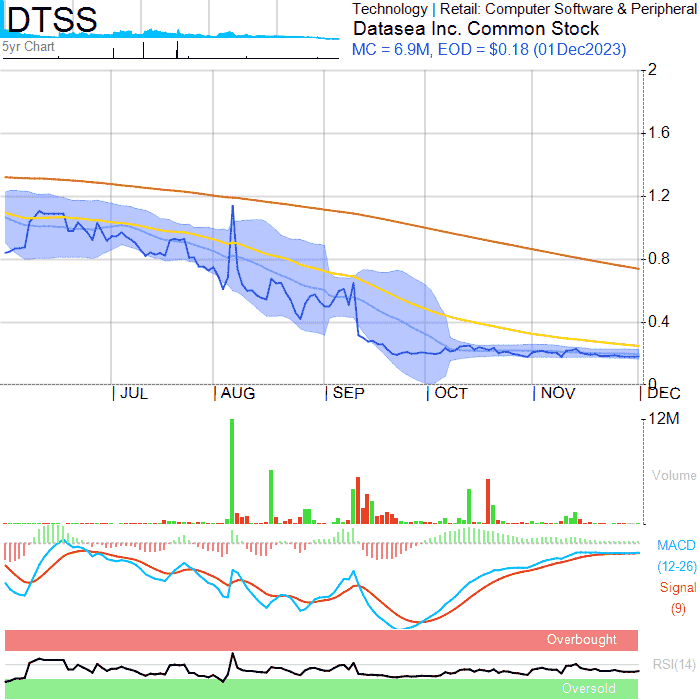 DTSS
5yr Chart
Technology | Retail: Computer Software & Peripheral
Datasea Inc. Common Stock
MC = 6.9M, EOD = $0.18 (01Dec2023)
2
1.6
1.2
0.8
0.4
0
JUL
AUG
SEP
OCT
NOV
DEC
12M
Volume
MACD
(12-26)
Signal
(9)
Overbought
RSI(14)
Oversold